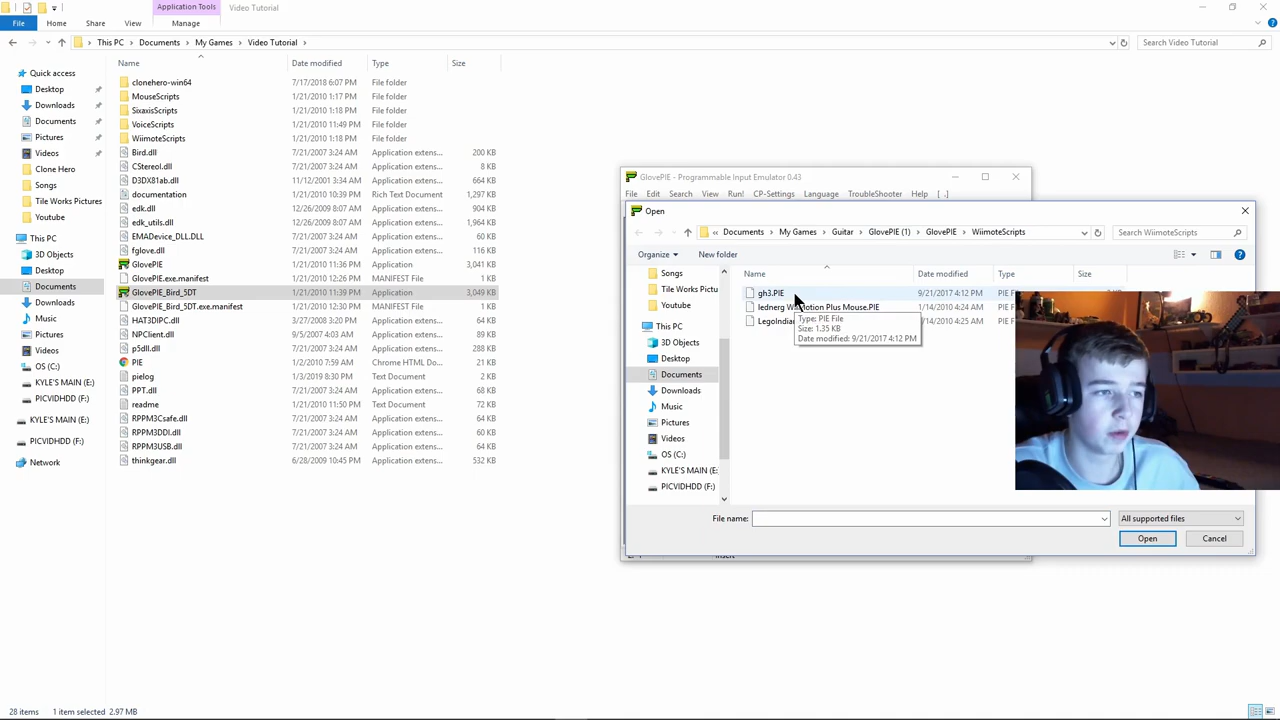 Application Tools
Video Tutorial
File
Home
Share
View
Manage
This PC
Documents
My Games
Video Tutorial
Search Video Tutorial
Name
Date modified
Type
Size
Quick access
Desktop
Downloads
Documents
Pictures
Videos
Clone Hero
Songs
Tile Works Pictures
Youtube
This PC
3D Objects
Desktop
Documents
Downloads
Music
Pictures
Videos
OS (C:)
KYLE'S MAIN (E:)
PICVIDHDD (F:)
KYLE'S MAIN (E:)
PICVIDHDD (F:)
Network
clonehero-win64 7/17/2018 6:07 PM File folder
MouseScripts 1/21/2010 1:17 PM File folder
SixaxisScripts 1/21/2010 1:18 PM File folder
VoiceScripts 1/21/2010 11:49 PM File folder
WiimoteScripts 1/21/2010 1:18 PM File folder
Bird.dll 7/21/2007 3:24 AM Application extens... 200 KB
CStereoI.dll 7/21/2007 3:24 AM Application extens... 8 KB
D3DX81ab.dll 7/21/2007 3:24 AM Application extens... 664 KB
documentation 1/21/2010 10:39 PM Rich Text Document 1,297 KB
edk.dll 12/26/2009 8:07 AM Application extens... 904 KB
edk_utils.dll 12/26/2009 8:07 AM Application extens... 1,964 KB
EMADevice_DLL.DLL 7/21/2007 3:24 AM Application extens... 60 KB
fglove.dll 7/21/2007 3:24 AM Application extens... 116 KB
GlovePIE 1/21/2010 11:36 PM Application 3,041 KB
GlovePIE.exe.manifest 1/21/2010 12:26 PM MANIFEST File 1 KB
GlovePIE_Bird_5DT 1/21/2010 11:39 PM Application 3,049 KB
GlovePIE_Bird_5DT.exe.manifest 1/21/2010 12:30 PM MANIFEST File 1 KB
HAT3DIPC.dll 3/27/2008 3:20 PM Application extens... 64 KB
NPClient.dll 9/5/2007 4:03 AM Application extens... 89 KB
p5dll.dll 7/21/2007 3:24 AM Application extens... 288 KB
PIE 1/2/2010 7:59 AM Chrome HTML Do... 21 KB
pielog 1/3/2019 8:30 PM Text Document 2 KB
PPT.dll 7/21/2007 3:24 AM Application extens... 68 KB
readme 1/21/2010 11:50 PM Text Document 72 KB
RPPM3Csafe.dll 7/21/2007 3:24 AM Application extens... 64 KB
RPPM3DDI.dll 7/21/2007 3:24 AM Application extens... 60 KB
RPPM3USB.dll 7/21/2007 3:24 AM Application extens... 64 KB
thinkgear.dll 6/28/2009 10:45 PM Application extens... 532 KB
GlovePIE - Programmable Input Emulator 0.43
File Edit Search View Run! CP-Settings Language TroubleShooter Help [ .]
Open
« Documents
My Games
Guitar
GlovePIE (1)
GlovePIE
WiimoteScripts
Search WiimoteScripts
Organize
New folder
Name
Date modified
Type
Size
Songs
Tile Works Pictu
Youtube
This PC
3D Objects
Desktop
Documents
Downloads
Music
Pictures
Videos
OS (C:)
KYLE'S MAIN (E:
PICVIDHDD (F:)
gh3.PIE 9/21/2017 4:12 PM PIE File
lednerg Motion Plus Mouse.PIE 1/14/2010 4:24 AM PIE F
LegoIndia 1/14/2010 4:25 AM PIE F
Type: PIE File
Size: 1.35 KB
Date modified: 9/21/2017 4:12 PM
File name:
All supported files
Open
Cancel
Insert
28 items
1 item selected 2.97 MB